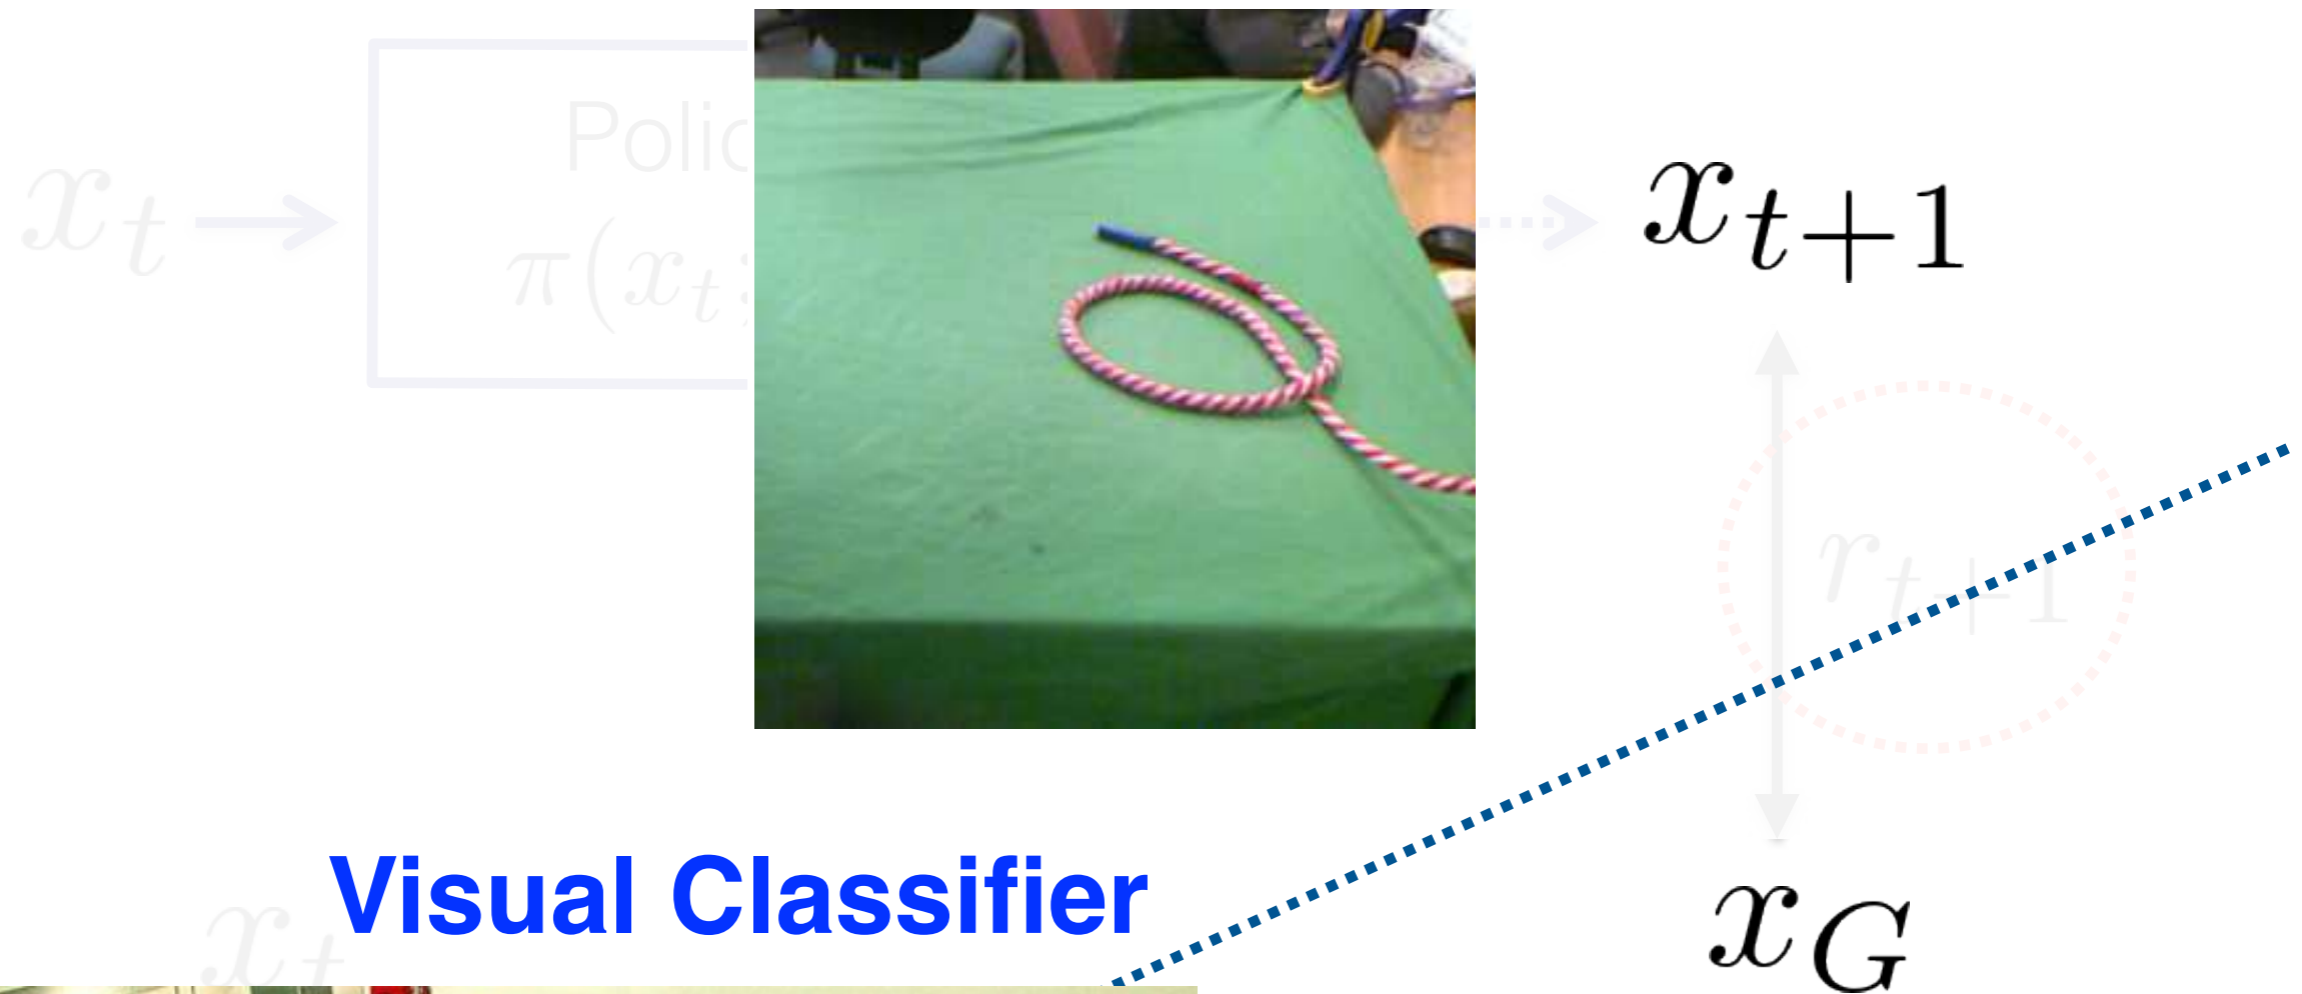 Polic
x_t
π(x_t;
x_{t+1}
r_{t+1}
Visual Classifier
x_t
x_G